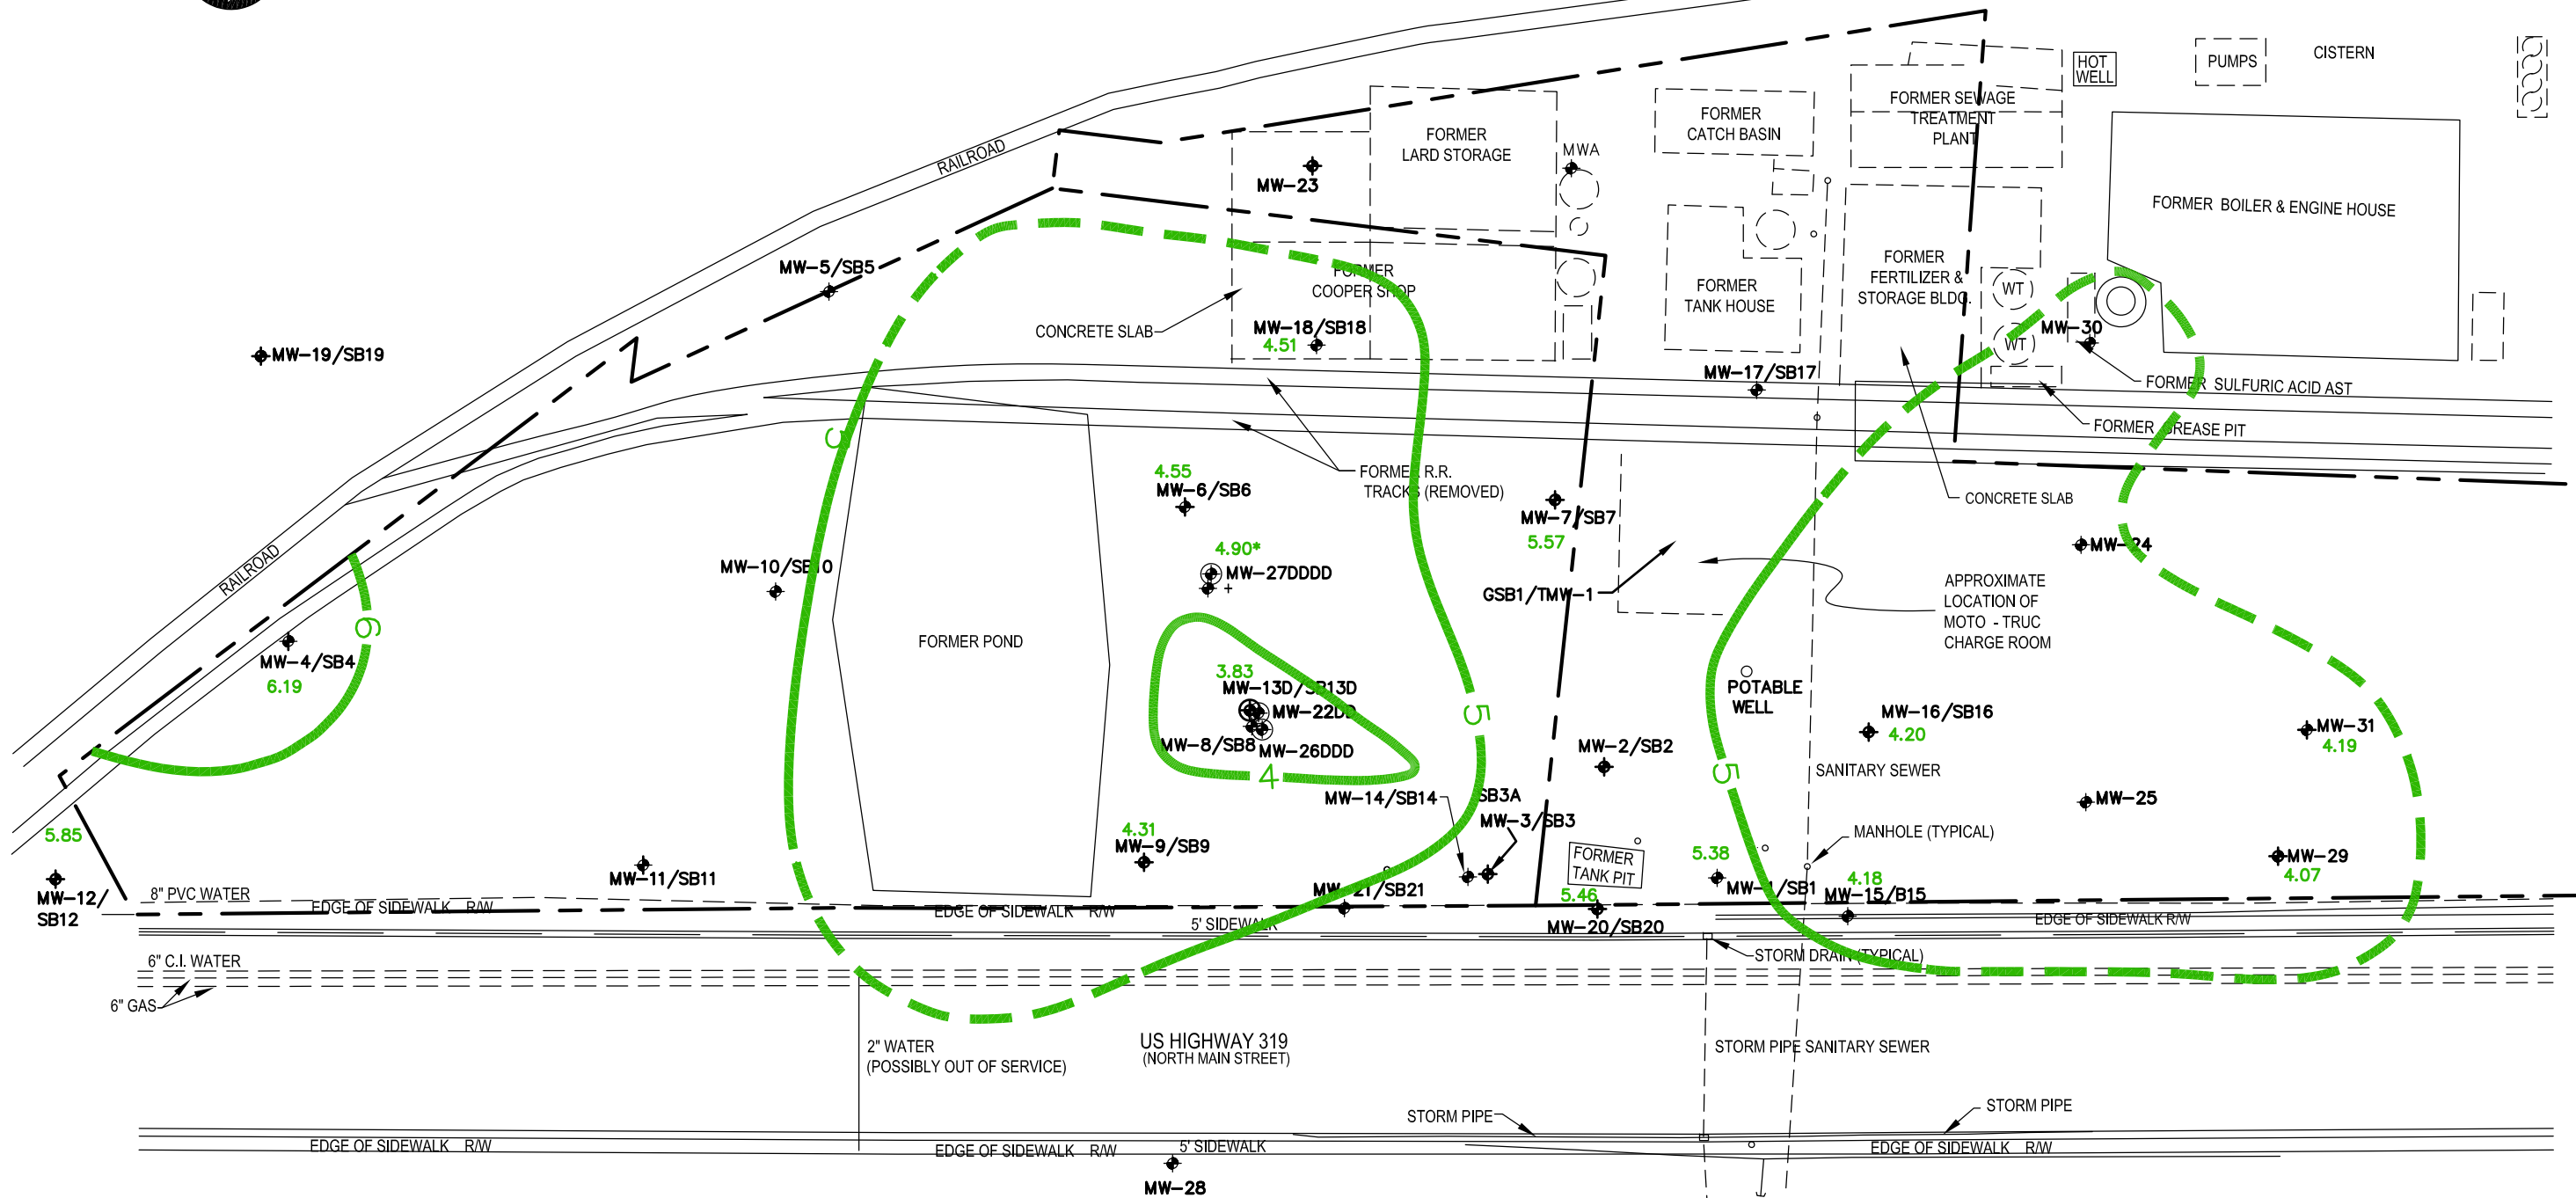 HOT
WELL
PUMPS
CISTERN
FORMER SEWAGE
TREATMENT
PLANT
FORMER
CATCH BASIN
FORMER
LARD STORAGE
MWA
RAILROAD
MW-23
FORMER BOILER & ENGINE HOUSE
MW-5/SB5
FORMER
COOPER SHOP
FORMER
TANK HOUSE
FORMER
FERTILIZER &
STORAGE BLDG.
WT
WT
MW-30
CONCRETE SLAB
MW-18/SB18
4.51
MW-19/SB19
MW-17/SB17
FORMER SULFURIC ACID AST
FORMER GREASE PIT
5
4.55
MW-6/SB6
FORMER R.R.
TRACKS (REMOVED)
CONCRETE SLAB
MW-7/SB7
5.57
MW-24
4.90*
MW-27DDDD
+
RAILROAD
MW-10/SB10
GSB1/TMW-1
APPROXIMATE
LOCATION OF
MOTO - TRUC
CHARGE ROOM
6
FORMER POND
MW-4/SB4
6.19
3.83
MW-13D/SB13D
MW-22DD
MW-8/SB8
MW-26DDD
4
5
POTABLE
WELL
MW-16/SB16
4.20
MW-31
4.19
MW-2/SB2
5
SANITARY SEWER
MW-14/SB14
SB3A
MW-3/SB3
MW-25
MANHOLE (TYPICAL)
5.85
4.31
MW-9/SB9
FORMER
TANK PIT
5.38
MW-1/SB1
MW-29
4.07
MW-12/
SB12
8" PVC WATER
MW-11/SB11
MW-21/SB21
5.46
MW-20/SB20
4.18
MW-15/B15
EDGE OF SIDEWALK R/W
EDGE OF SIDEWALK R/W
5' SIDEWALK
EDGE OF SIDEWALK R/W
STORM DRAIN (TYPICAL)
6" C.I. WATER
6" GAS
2" WATER
(POSSIBLY OUT OF SERVICE)
US HIGHWAY 319
(NORTH MAIN STREET)
STORM PIPE SANITARY SEWER
STORM PIPE
STORM PIPE
EDGE OF SIDEWALK R/W
EDGE OF SIDEWALK R/W
5' SIDEWALK
EDGE OF SIDEWALK R/W
MW-28